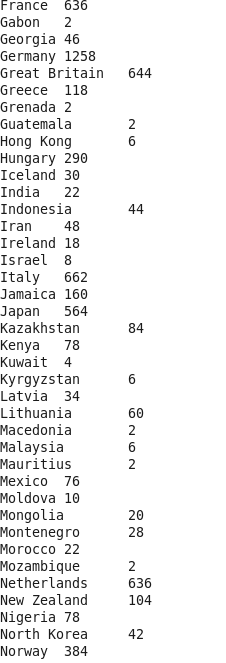 France	636
Gabon	2
Georgia	46
Germany	1258
Great Britain	644
Greece	118
Grenada	2
Guatemala	2
Hong Kong	6
Hungary	290
Iceland	30
India	22
Indonesia	44
Iran	48
Ireland	18
Israel	8
Italy	662
Jamaica	160
Japan	564
Kazakhstan	84
Kenya	78
Kuwait	4
Kyrgyzstan	6
Latvia	34
Lithuania	60
Macedonia	2
Malaysia	6
Mauritius	2
Mexico	76
Moldova	10
Mongolia	20
Montenegro	28
Morocco	22
Mozambique	2
Netherlands	636
New Zealand	104
Nigeria	78
North Korea	42
Norway	384